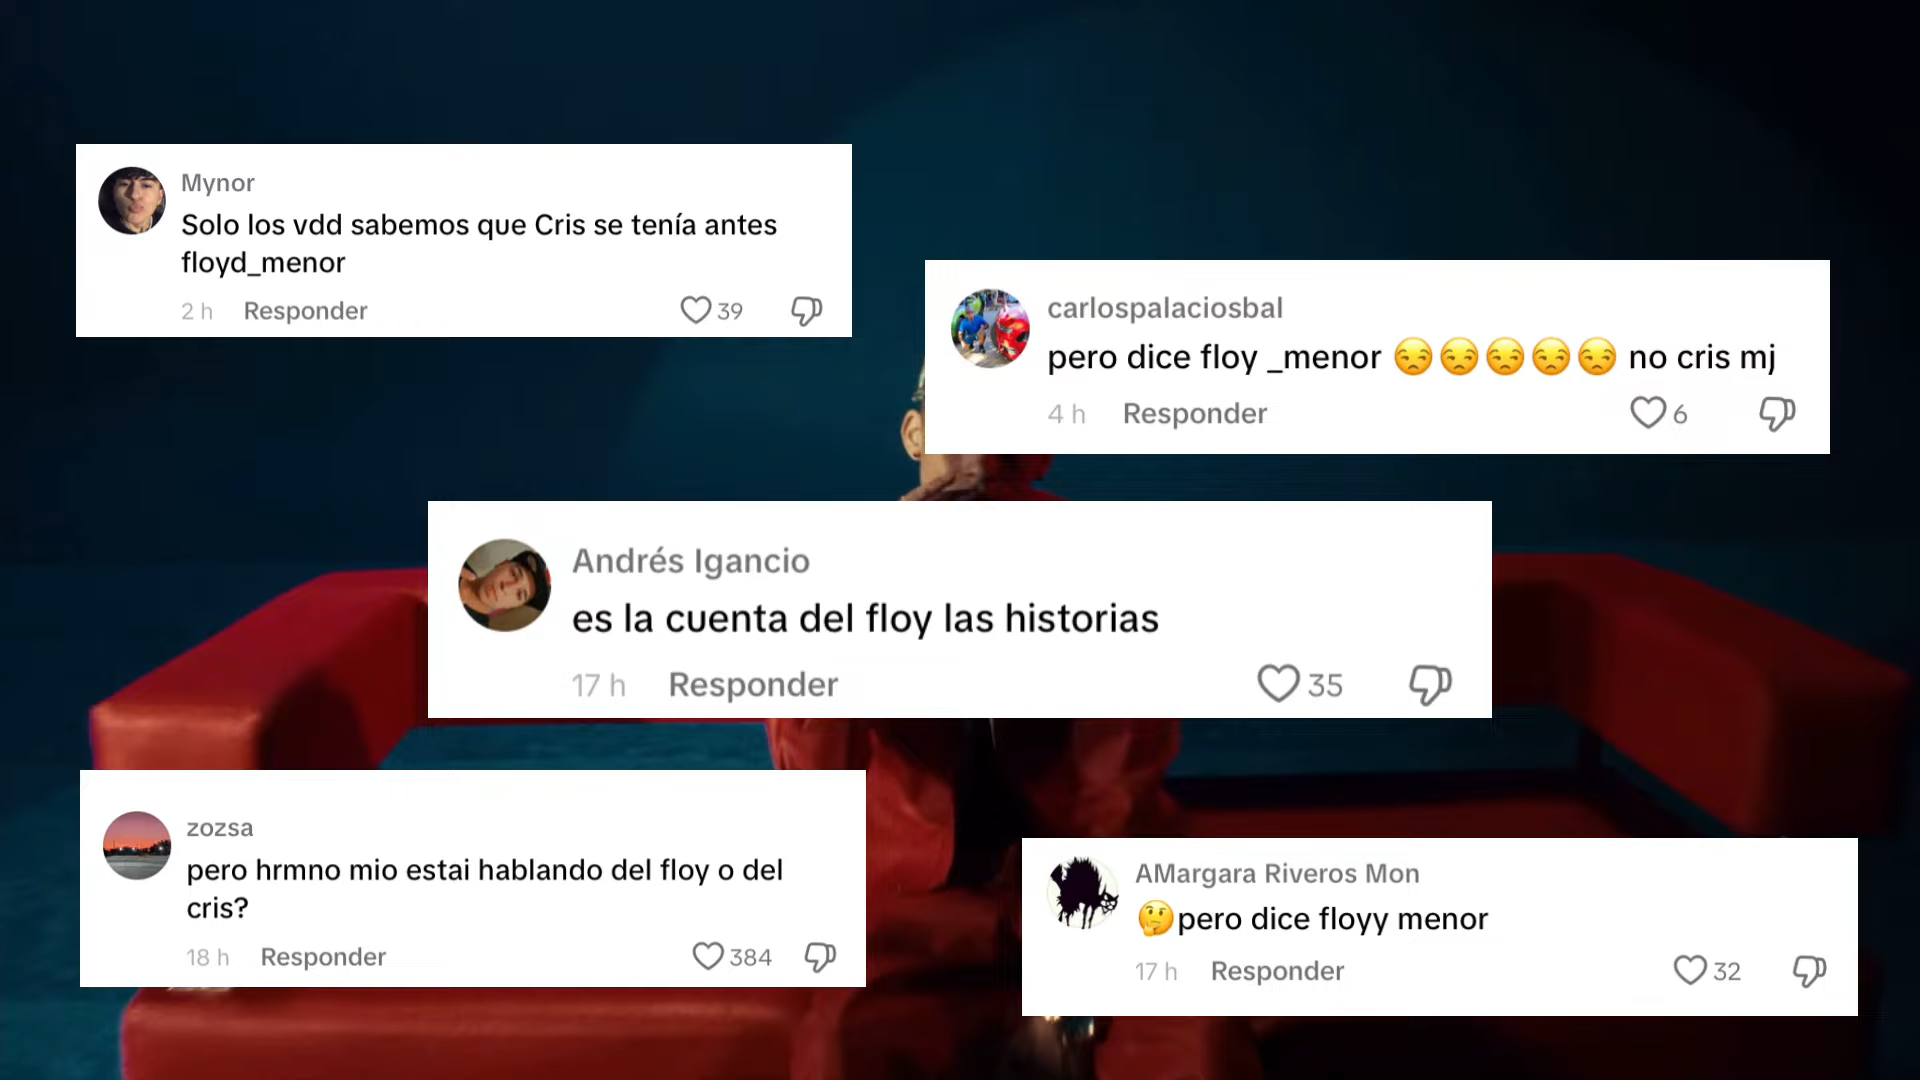 Mynor
Solo los vdd sabemos que Cris se tenía antes
floyd_menor
2 h Responder 39
carlospalaciosbal
pero dice floy _menor 😒😒😒😒😒 no cris mj
4 h Responder 6
Andrés Igancio
es la cuenta del floy las historias
17 h Responder 35
zozsa
pero hrmno mio estai hablando del floy o del
cris?
18 h Responder 384
AMargara Riveros Mon
🤔pero dice floyy menor
17 h Responder 32